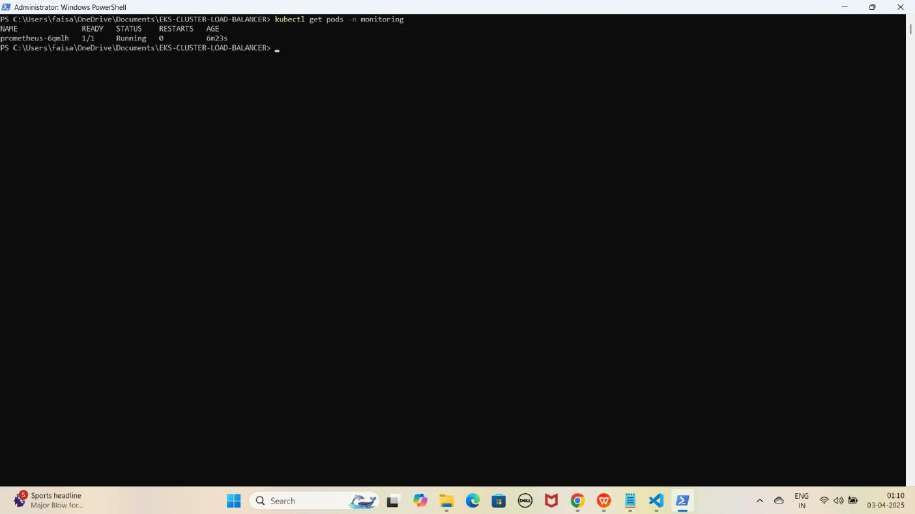 Administrator: Windows PowerShell
PS C:\Users\faisa\OneDrive\Documents\EKS-CLUSTER-LOAD-BALANCER> kubectl get pods -n monitoring
NAME READY STATUS RESTARTS AGE
prometheus-6qmlh 1/1 Running 0 6m23s
PS C:\Users\faisa\OneDrive\Documents\EKS-CLUSTER-LOAD-BALANCER> _
5 Sports headline
Major Blow for...
Search
DELL
W
ENG
IN
01:10
03-04-2025